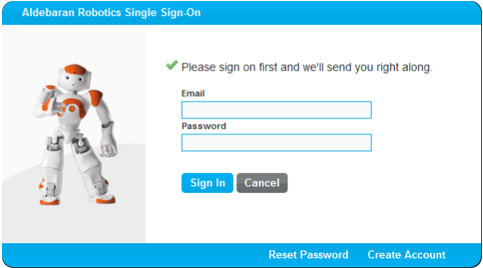 Aldebaran Robotics Single Sign-On
Please sign on first and we'll send you right along.
Email
Password
Sign In Cancel
Reset Password Create Account